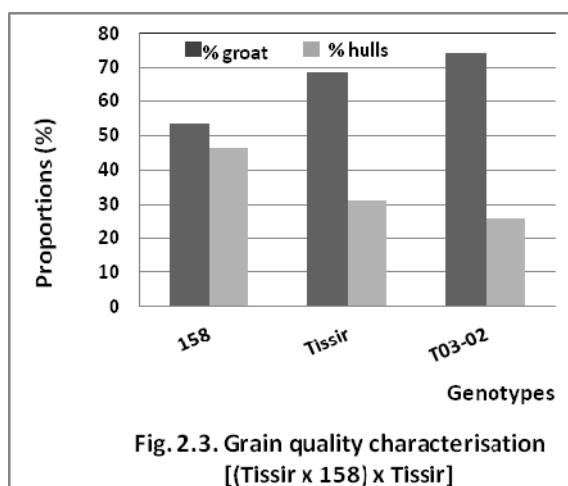 80
70
60
50
40
30
20
10
0
% groat % hulls
Proportions (%)
158 Tissir T03-02
Genotypes
Fig. 2.3. Grain quality characterisation
[(Tissir x 158) x Tissir]